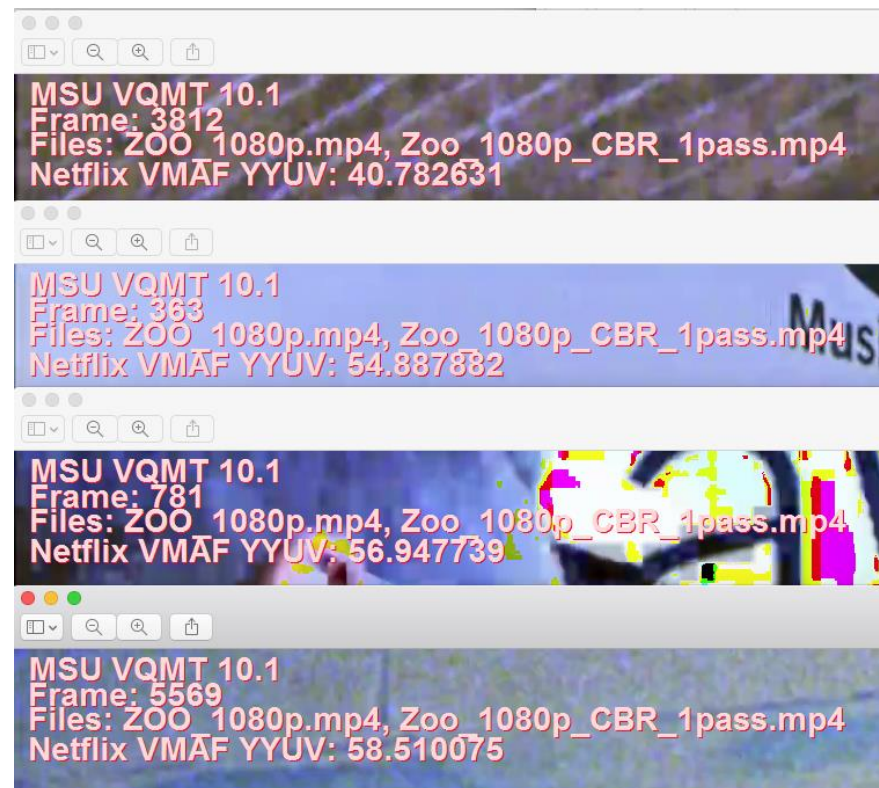 MSU VQMT 10.1
Frame: 3812
Files: ZOO_1080p.mp4, Zoo_1080p_CBR_1pass.mp4
Netflix VMAF YYUV: 40.782631
MSU VQMT 10.1
Frame: 363
Files: ZOO_1080p.mp4, Zoo_1080p_CBR_1pass.mp4
Netflix VMAF YYUV: 54.887882
Mus
MSU VQMT 10.1
Frame: 781
Files: ZOO_1080p.mp4, Zoo_1080p_CBR_1pass.mp4
Netflix VMAF YYUV: 56.947739
MSU VQMT 10.1
Frame: 5569
Files: ZOO_1080p.mp4, Zoo_1080p_CBR_1pass.mp4
Netflix VMAF YYUV: 58.510075